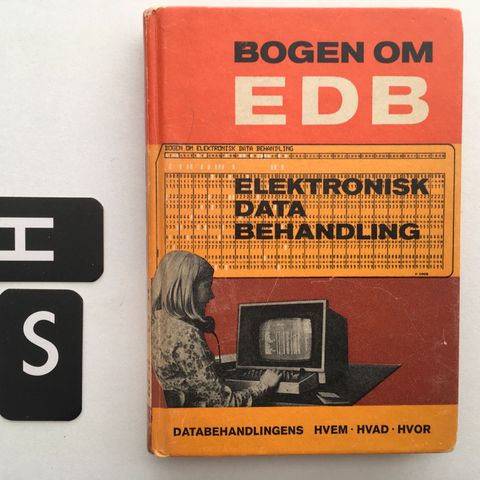 BOGEN OM
EDB
BOGEN OM ELEKTRONISK DATA BEHANDLING
ELEKTRONISK
DATA
BEHANDLING
DATABEHANDLINGENS HVEM · HVAD · HVOR
H
S